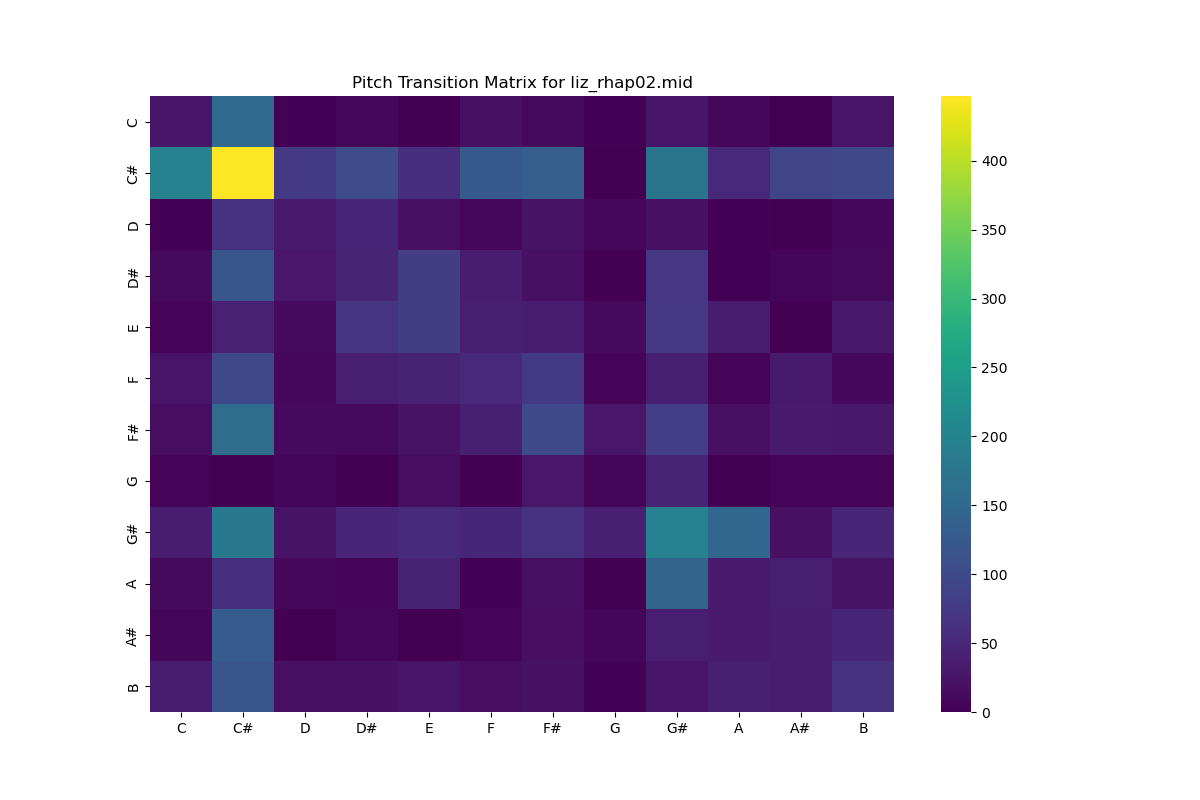 Pitch Transition Matrix for liz_rhap02.mid
C
C#
D
D#
E
F
F#
G
G#
A
A#
B
C C# D D# E F F# G G# A A# B
400
350
300
250
200
150
100
50
0